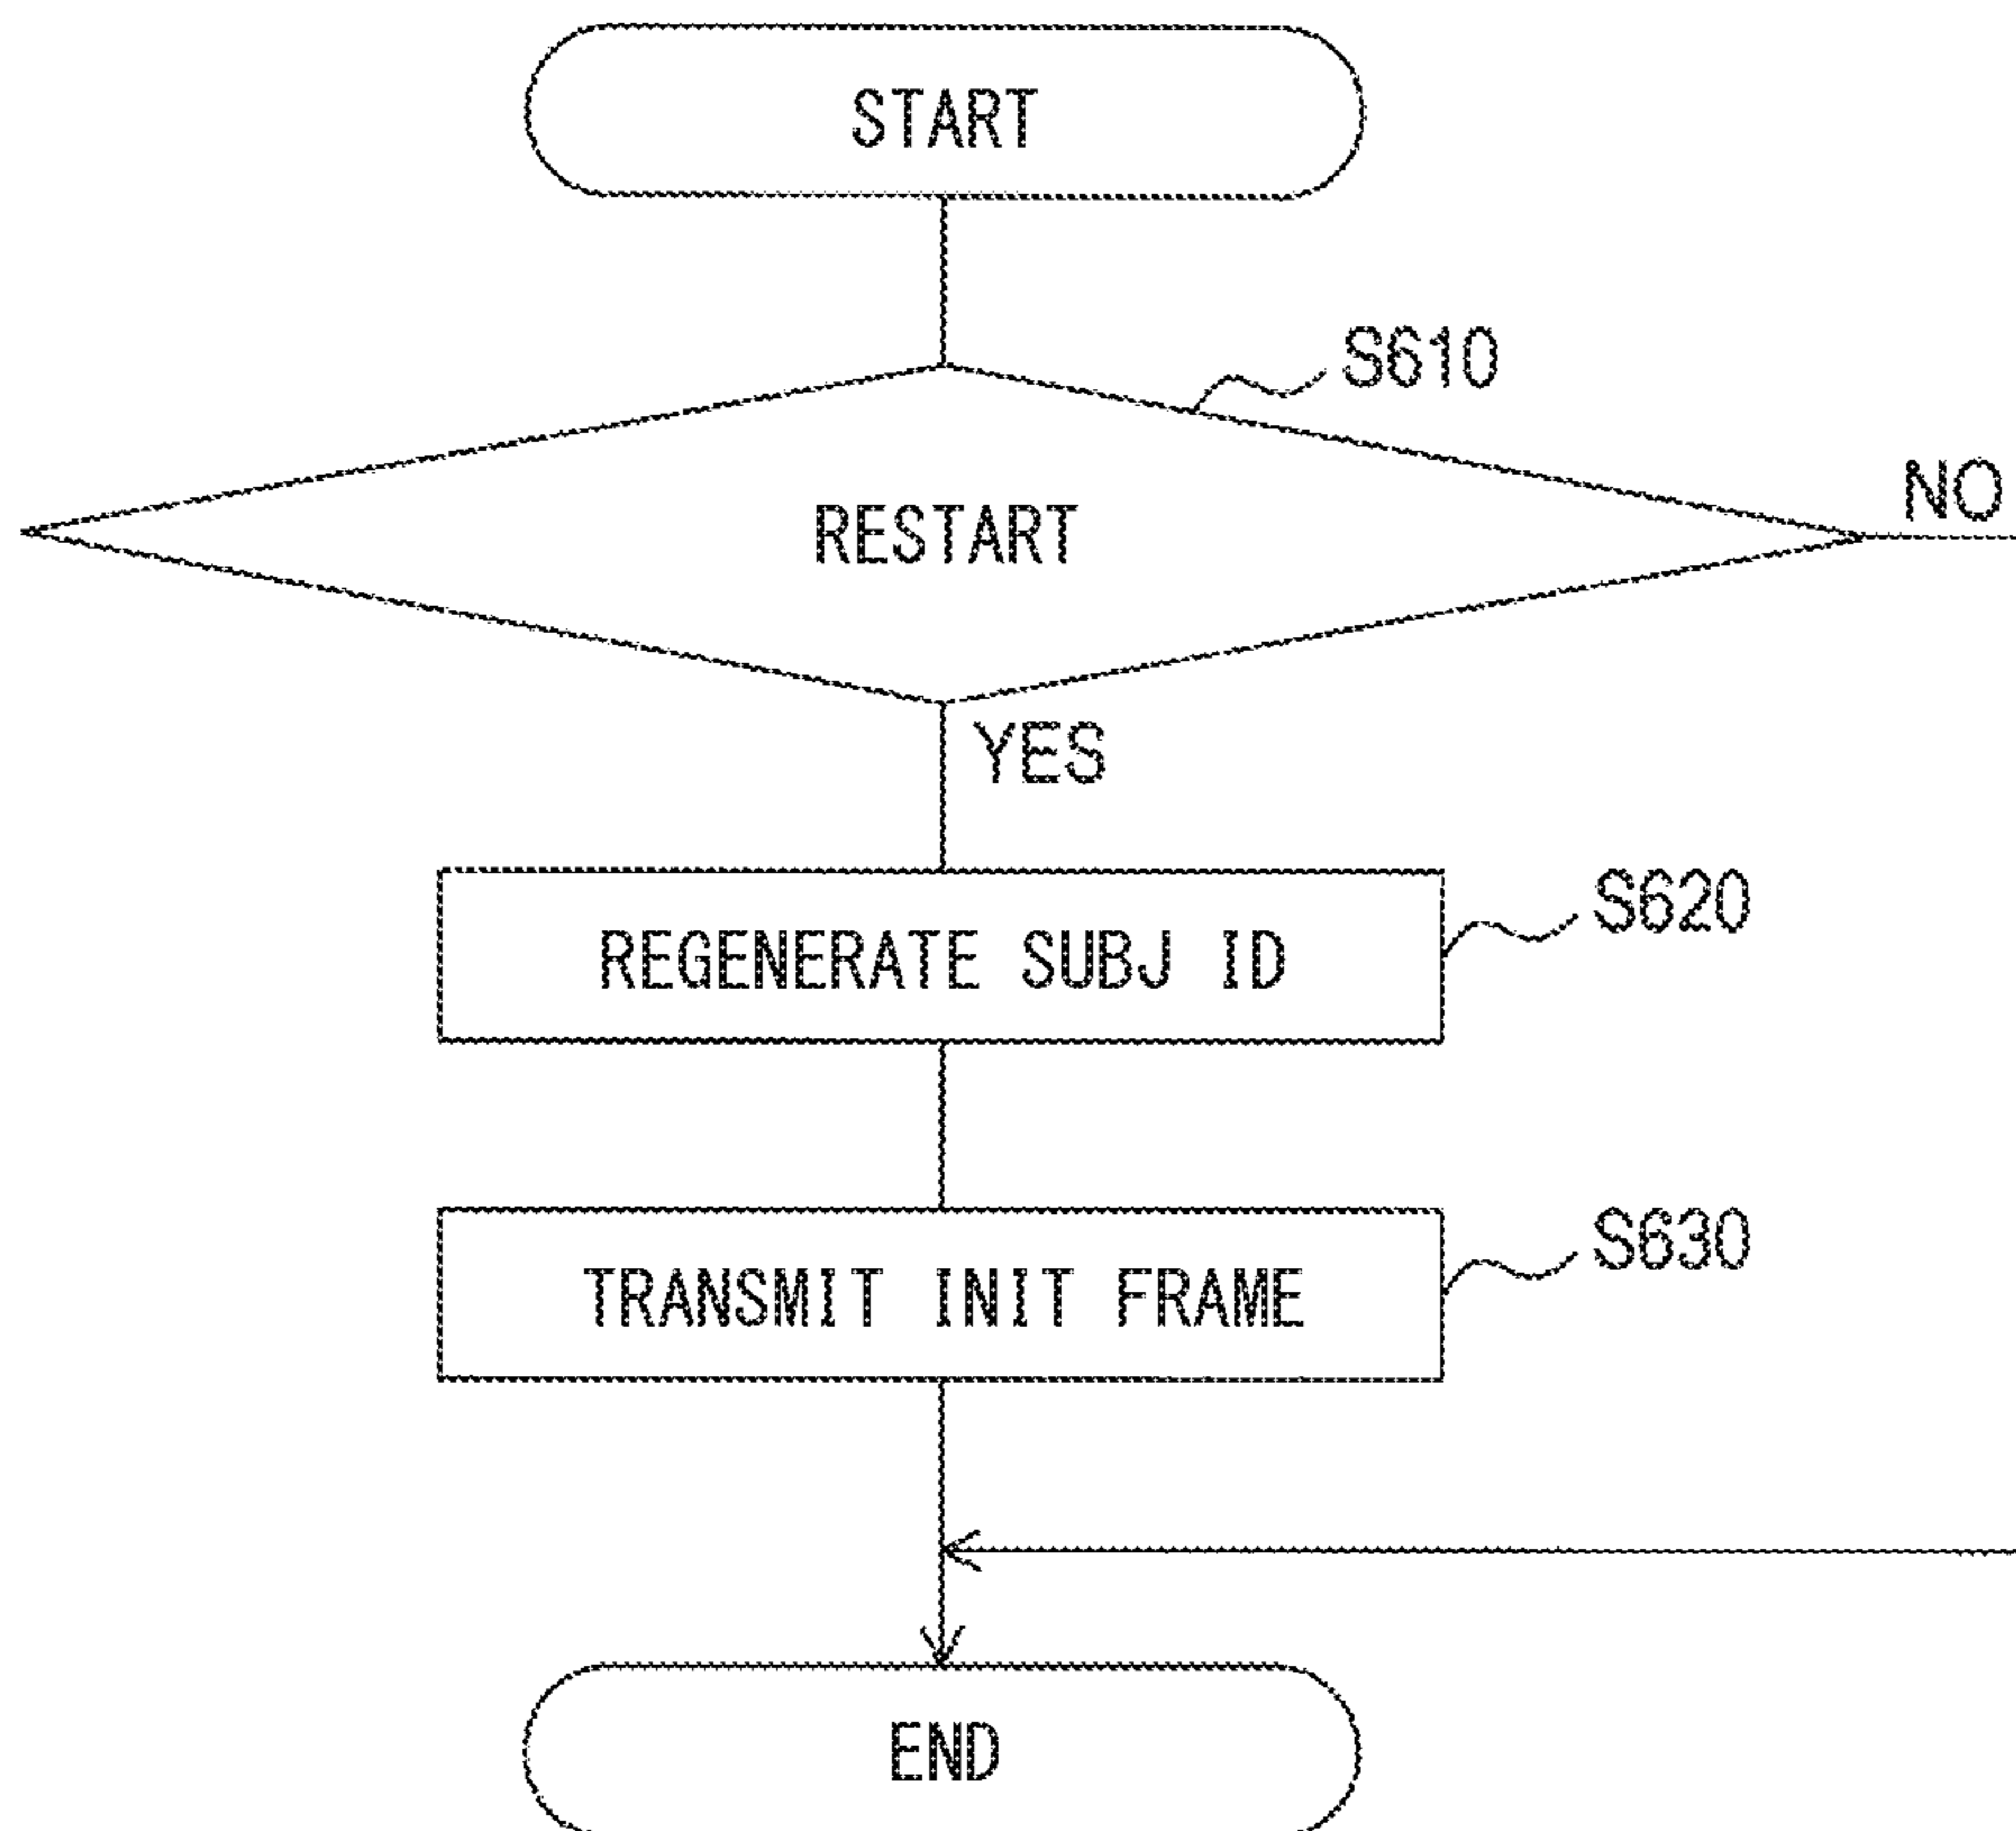 START
S610
NO
RESTART
YES
S620
REGENERATE SUBJ ID
S630
TRANSMIT INIT FRAME
END